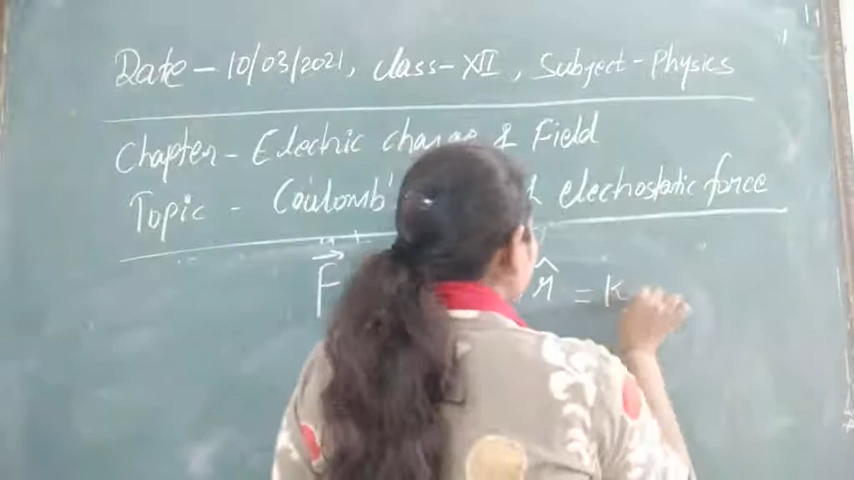 Date - 10/03/2021, class - XII, Subject - Physics
Chapter - Electric charge & Field
Topic - Coulomb' electrostatic force
F r̂ = K